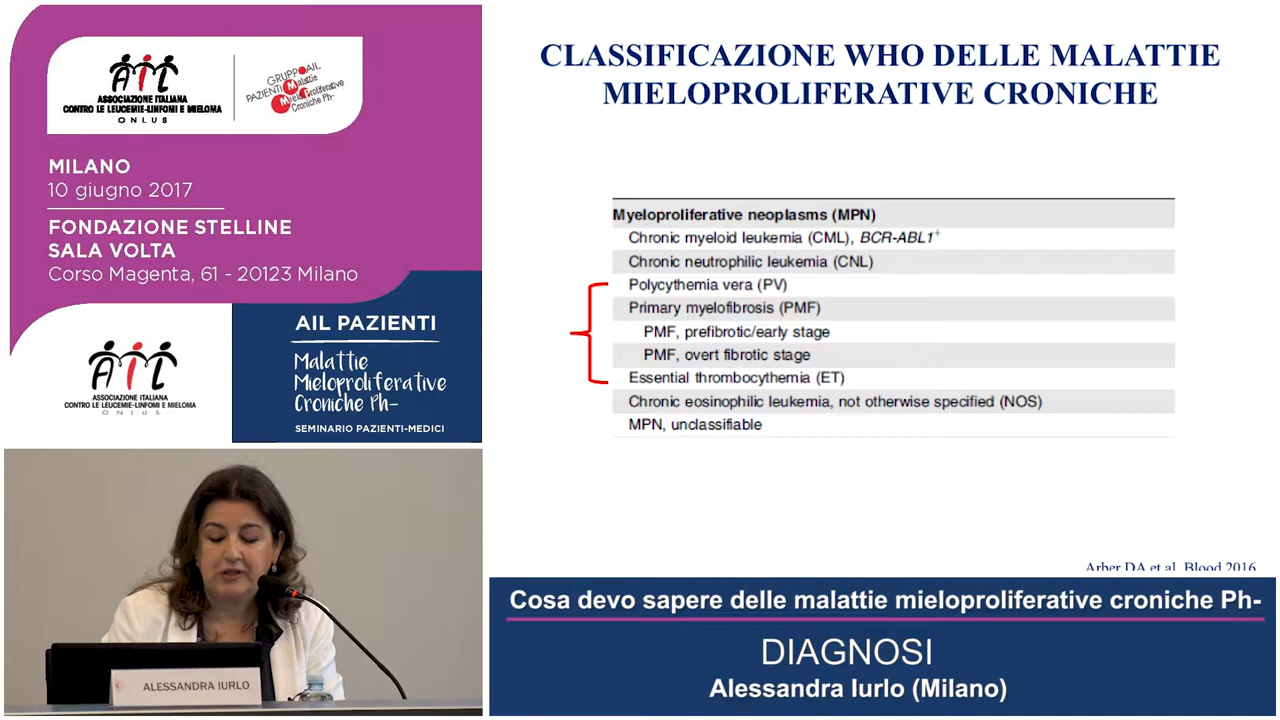 AIL
ASSOCIAZIONE ITALIANA
CONTRO LE LEUCEMIE-LINFOMI E MIELOMA
ONLUS
GRUPPO AIL
PAZIENTI Malattie
Mieloproliferative
Croniche Ph-
MILANO
10 giugno 2017
FONDAZIONE STELLINE
SALA VOLTA
Corso Magenta, 61 - 20123 Milano
AIL
ASSOCIAZIONE ITALIANA
CONTRO LE LEUCEMIE-LINFOMI E MIELOMA
ONLUS
AIL PAZIENTI
Malattie
Mieloproliferative
Croniche Ph-
SEMINARIO PAZIENTI-MEDICI
ALESSANDRA IURLO
CLASSIFICAZIONE WHO DELLE MALATTIE
MIELOPROLIFERATIVE CRONICHE
Myeloproliferative neoplasms (MPN)
Chronic myeloid leukemia (CML), BCR-ABL1+
Chronic neutrophilic leukemia (CNL)
Polycythemia vera (PV)
Primary myelofibrosis (PMF)
PMF, prefibrotic/early stage
PMF, overt fibrotic stage
Essential thrombocythemia (ET)
Chronic eosinophilic leukemia, not otherwise specified (NOS)
MPN, unclassifiable
Arber DA et al. Blood 2016
Cosa devo sapere delle malattie mieloproliferative croniche Ph-
DIAGNOSI
Alessandra Iurlo (Milano)